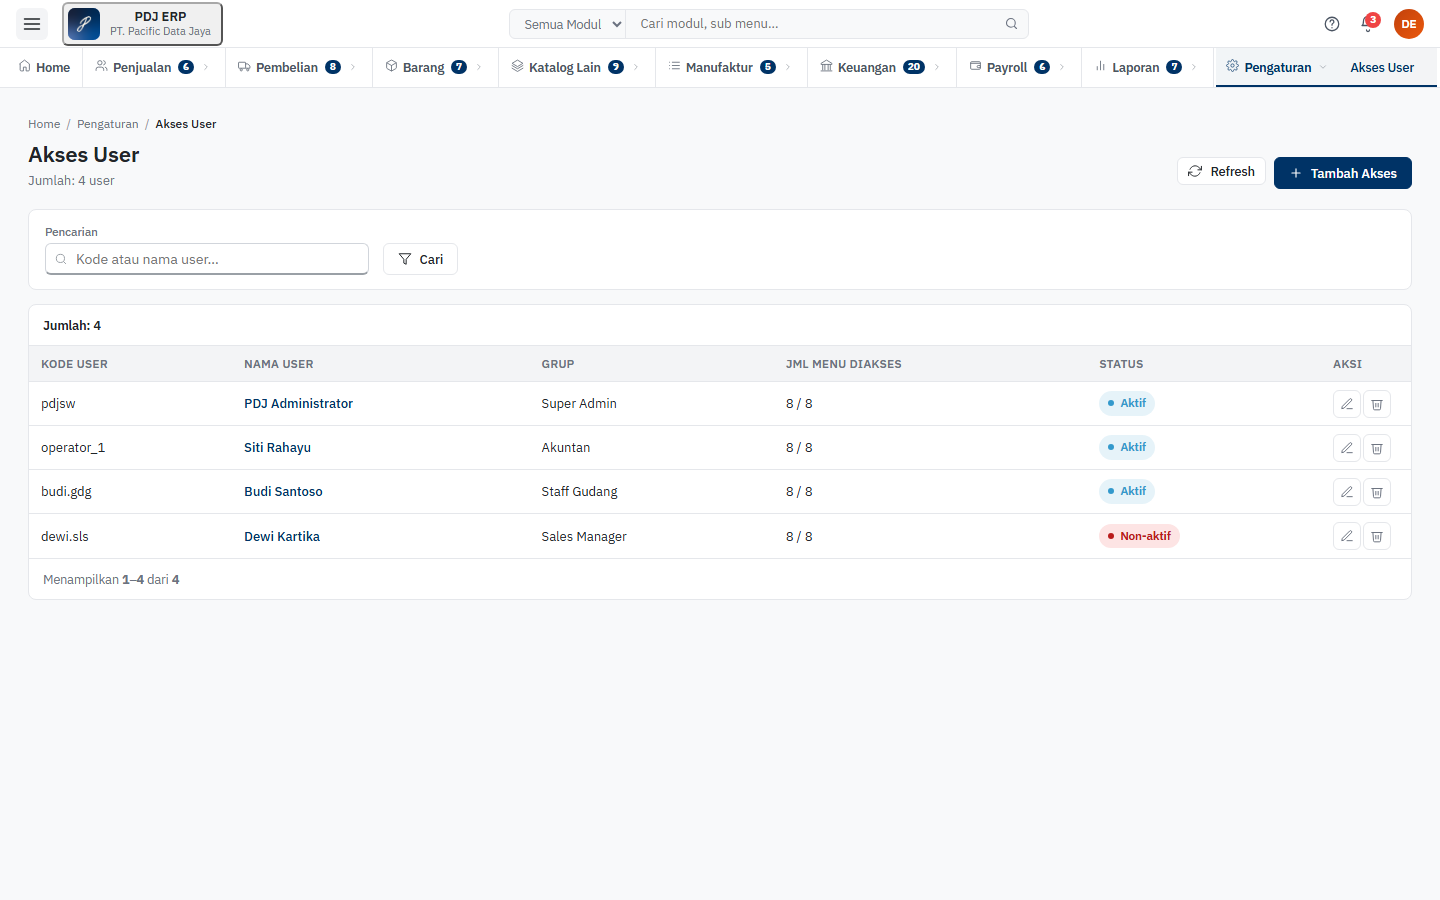 PDJ ERP
PT. Pacific Data Jaya
Semua Modul
Cari modul, sub menu...
3
DE
Home
Penjualan 6
Pembelian 8
Barang 7
Katalog Lain 9
Manufaktur 5
Keuangan 20
Payroll 6
Laporan 7
Pengaturan
Akses User
Home / Pengaturan / Akses User
Akses User
Jumlah: 4 user
Refresh
Tambah Akses
Pencarian
Kode atau nama user...
Cari
Jumlah: 4
KODE USER NAMA USER GRUP JML MENU DIAKSES STATUS AKSI
pdjsw PDJ Administrator Super Admin 8 / 8 Aktif
operator_1 Siti Rahayu Akuntan 8 / 8 Aktif
budi.gdg Budi Santoso Staff Gudang 8 / 8 Aktif
dewi.sls Dewi Kartika Sales Manager 8 / 8 Non-aktif
Menampilkan 1–4 dari 4